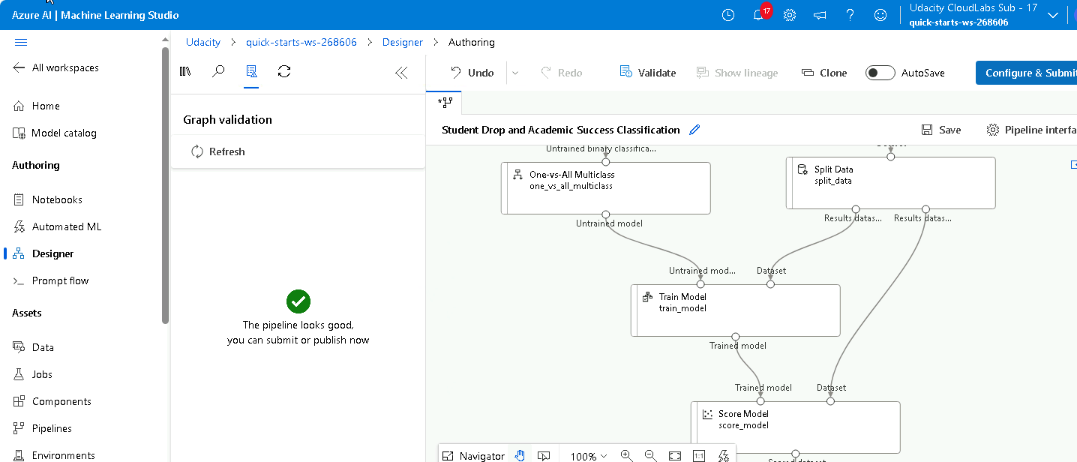 Azure AI | Machine Learning Studio
17
Udacity CloudLabs Sub - 17
quick-starts-ws-268606
All workspaces
Home
Model catalog
Authoring
Notebooks
Automated ML
Designer
Prompt flow
Assets
Data
Jobs
Components
Pipelines
Environments
Udacity > quick-starts-ws-268606 > Designer > Authoring
Graph validation
Refresh
The pipeline looks good,
you can submit or publish now
Undo Redo Validate Show lineage Clone AutoSave Configure & Submit
Student Drop and Academic Success Classification
Save Pipeline interfa
Untrained binary classifica...
One-vs-All Multiclass
one_vs_all_multiclass
Untrained model
Split Data
split_data
Results datas... Results datas...
Untrained mod... Dataset
Train Model
train_model
Trained model
Trained model Dataset
Score Model
score_model
Navigator 100% 1:1